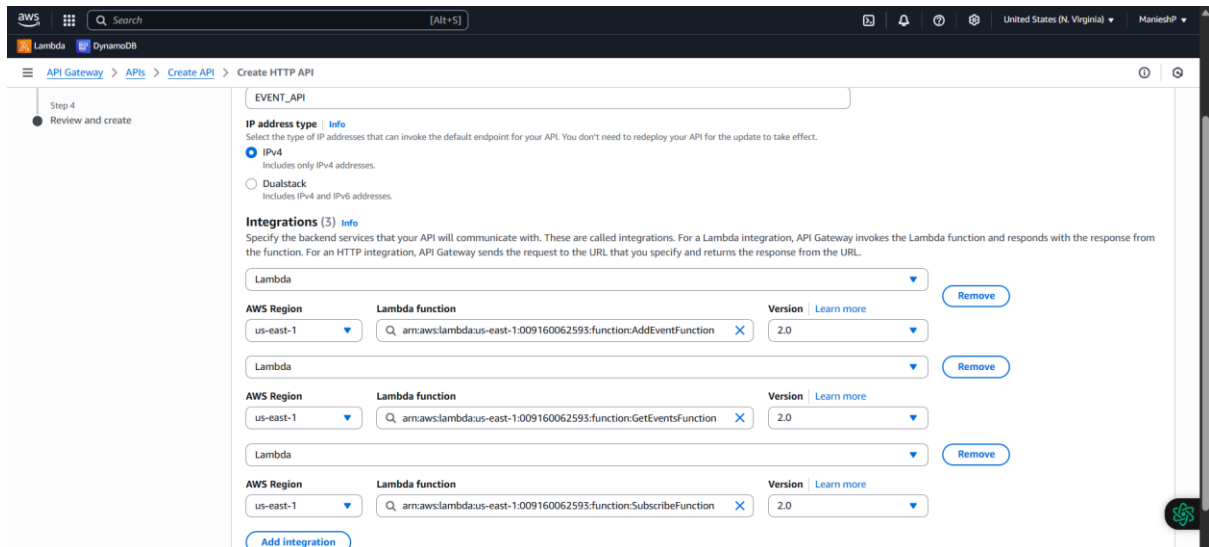 aws Search [Alt+S] United States (N. Virginia) ManieshP
Lambda DynamoDB
API Gateway > APIs > Create API > Create HTTP API
Step 4
Review and create
EVENT_API
IP address type Info
Select the type of IP addresses that can invoke the default endpoint for your API. You don't need to redeploy your API for the update to take effect.
IPv4
Includes only IPv4 addresses.
Dualstack
Includes IPv4 and IPv6 addresses.
Integrations (3) Info
Specify the backend services that your API will communicate with. These are called integrations. For a Lambda integration, API Gateway invokes the Lambda function and responds with the response from
the function. For an HTTP integration, API Gateway sends the request to the URL that you specify and returns the response from the URL.
Lambda
Remove
AWS Region Lambda function Version Learn more
us-east-1 arn:aws:lambda:us-east-1:009160062593:function:AddEventFunction 2.0
Lambda Remove
AWS Region Lambda function Version Learn more
us-east-1 arn:aws:lambda:us-east-1:009160062593:function:GetEventsFunction 2.0
Lambda Remove
AWS Region Lambda function Version Learn more
us-east-1 arn:aws:lambda:us-east-1:009160062593:function:SubscribeFunction 2.0
Add integration